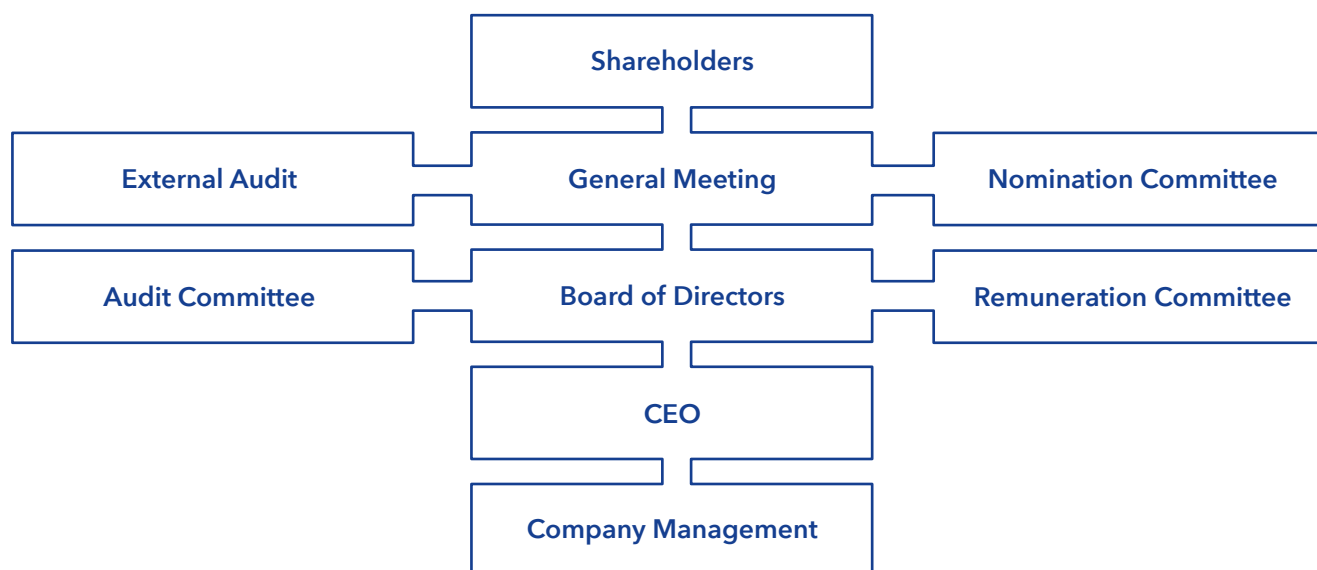 Shareholders
External Audit
General Meeting
Nomination Committee
Audit Committee
Board of Directors
Remuneration Committee
CEO
Company Management